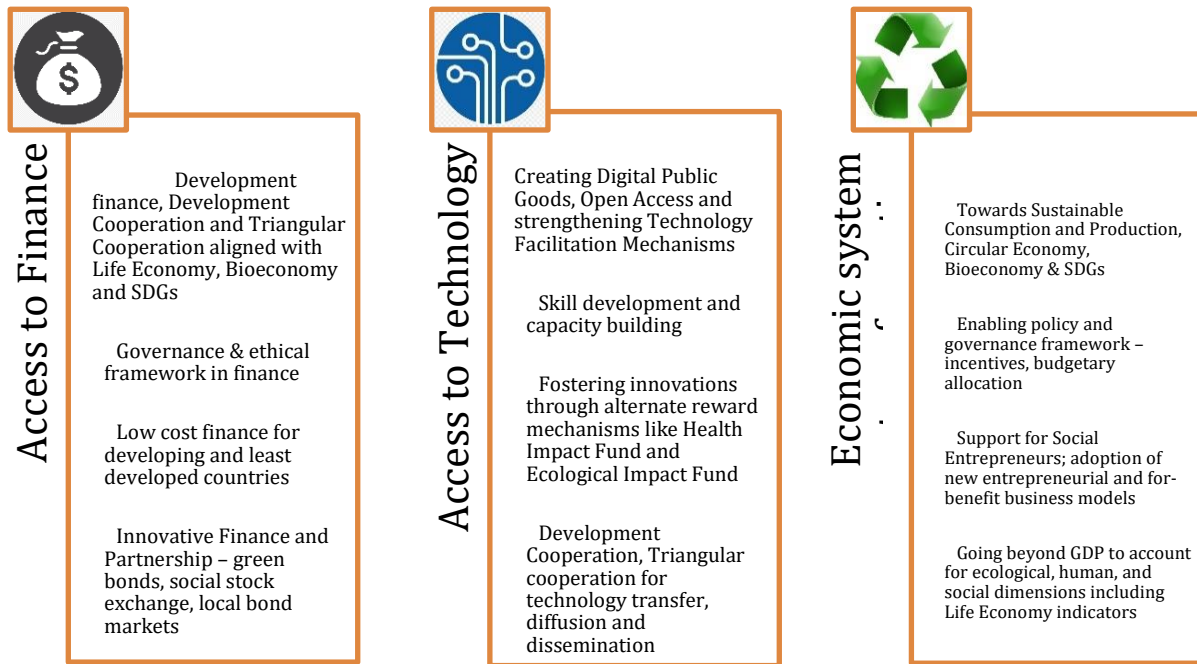 $
Access to Finance
Development
finance, Development
Cooperation and Triangular
Cooperation aligned with
Life Economy, Bioeconomy
and SDGs
Governance & ethical
framework in finance
Low cost finance for
developing and least
developed countries
Innovative Finance and
Partnership – green
bonds, social stock
exchange, local bond
markets
Access to Technology
Creating Digital Public
Goods, Open Access and
strengthening Technology
Facilitation Mechanisms
Skill development and
capacity building
Fostering innovations
through alternate reward
mechanisms like Health
Impact Fund and
Ecological Impact Fund
Development
Cooperation, Triangular
cooperation for
technology transfer,
diffusion and
dissemination
Economic system
Towards Sustainable
Consumption and Production,
Circular Economy,
Bioeconomy & SDGs
Enabling policy and
governance framework –
incentives, budgetary
allocation
Support for Social
Entrepreneurs; adoption of
new entrepreneurial and for-
benefit business models
Going beyond GDP to account
for ecological, human, and
social dimensions including
Life Economy indicators